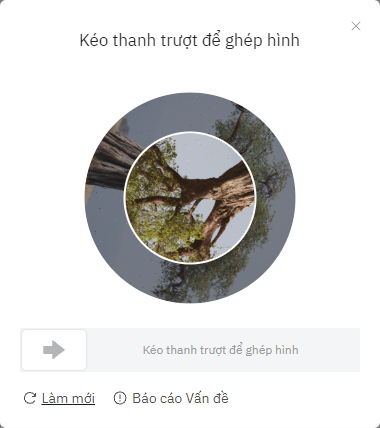 Kéo thanh trượt để ghép hình
Kéo thanh trượt để ghép hình
Làm mới Báo cáo Vấn đề